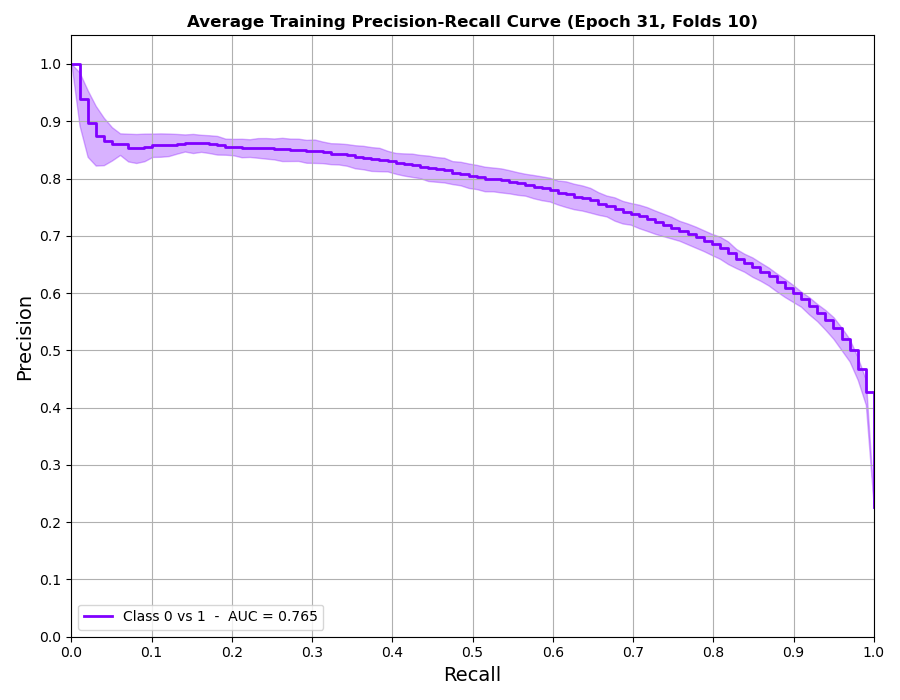 Average Training Precision-Recall Curve (Epoch 31, Folds 10)
Precision
1.0
0.9
0.8
0.7
0.6
0.5
0.4
0.3
0.2
0.1
0.0
Class 0 vs 1 - AUC = 0.765
0.0 0.1 0.2 0.3 0.4 0.5 0.6 0.7 0.8 0.9 1.0
Recall